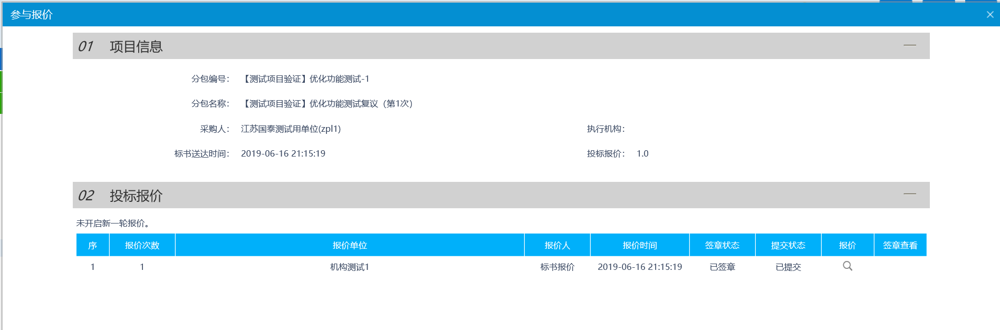 参与报价
01 项目信息
分包编号： 【测试项目验证】优化功能测试-1
分包名称： 【测试项目验证】优化功能测试复议（第1次）
采购人： 江苏国泰测试用单位(zpl1) 执行机构：
标书送达时间： 2019-06-16 21:15:19 投标报价： 1.0
02 投标报价
未开启新一轮报价。
序 报价次数 报价单位 报价人 报价时间 签章状态 提交状态 报价 签章查看
1 1 机构测试1 标书报价 2019-06-16 21:15:19 已签章 已提交